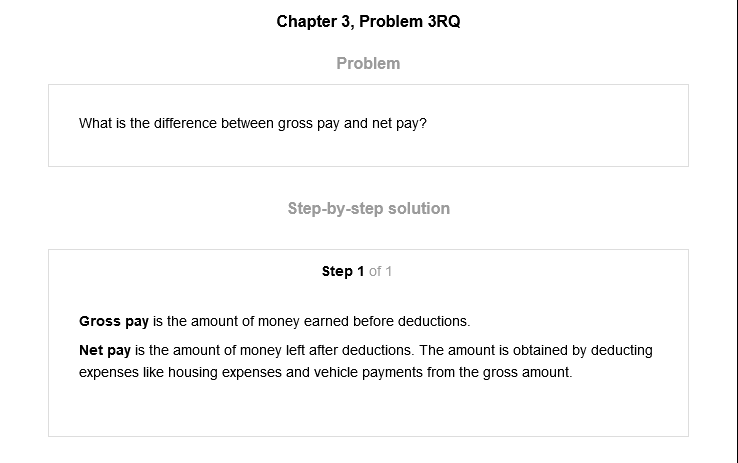 Chapter 3, Problem 3RQ
Problem
What is the difference between gross pay and net pay?
Step-by-step solution
Step 1 of 1
Gross pay is the amount of money earned before deductions.
Net pay is the amount of money left after deductions. The amount is obtained by deducting
expenses like housing expenses and vehicle payments from the gross amount.